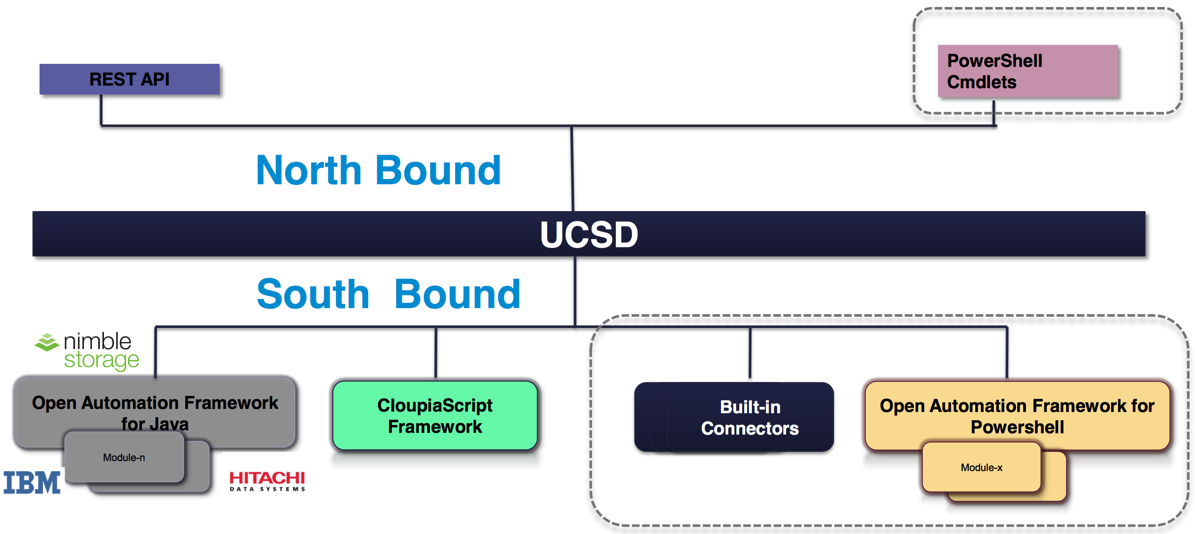 REST API
PowerShell
Cmdlets
North Bound
UCSD
South Bound
nimble
storage
Open Automation Framework
for Java
Module-n
IBM
HITACHI
DATA SYSTEMS
CloupiaScript
Framework
Built-in
Connectors
Open Automation Framework for
Powershell
Module-x